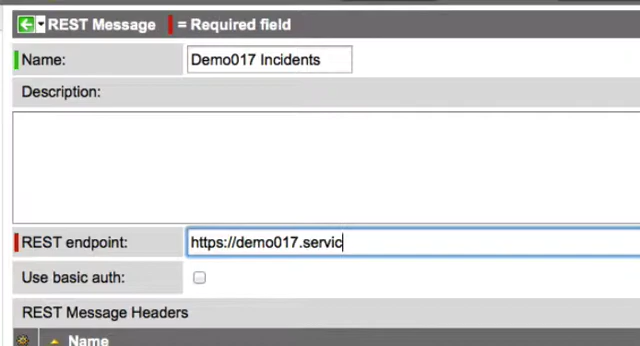 REST Message = Required field
Name: Demo017 Incidents
Description:
REST endpoint: https://demo017.servic
Use basic auth:
REST Message Headers
Name